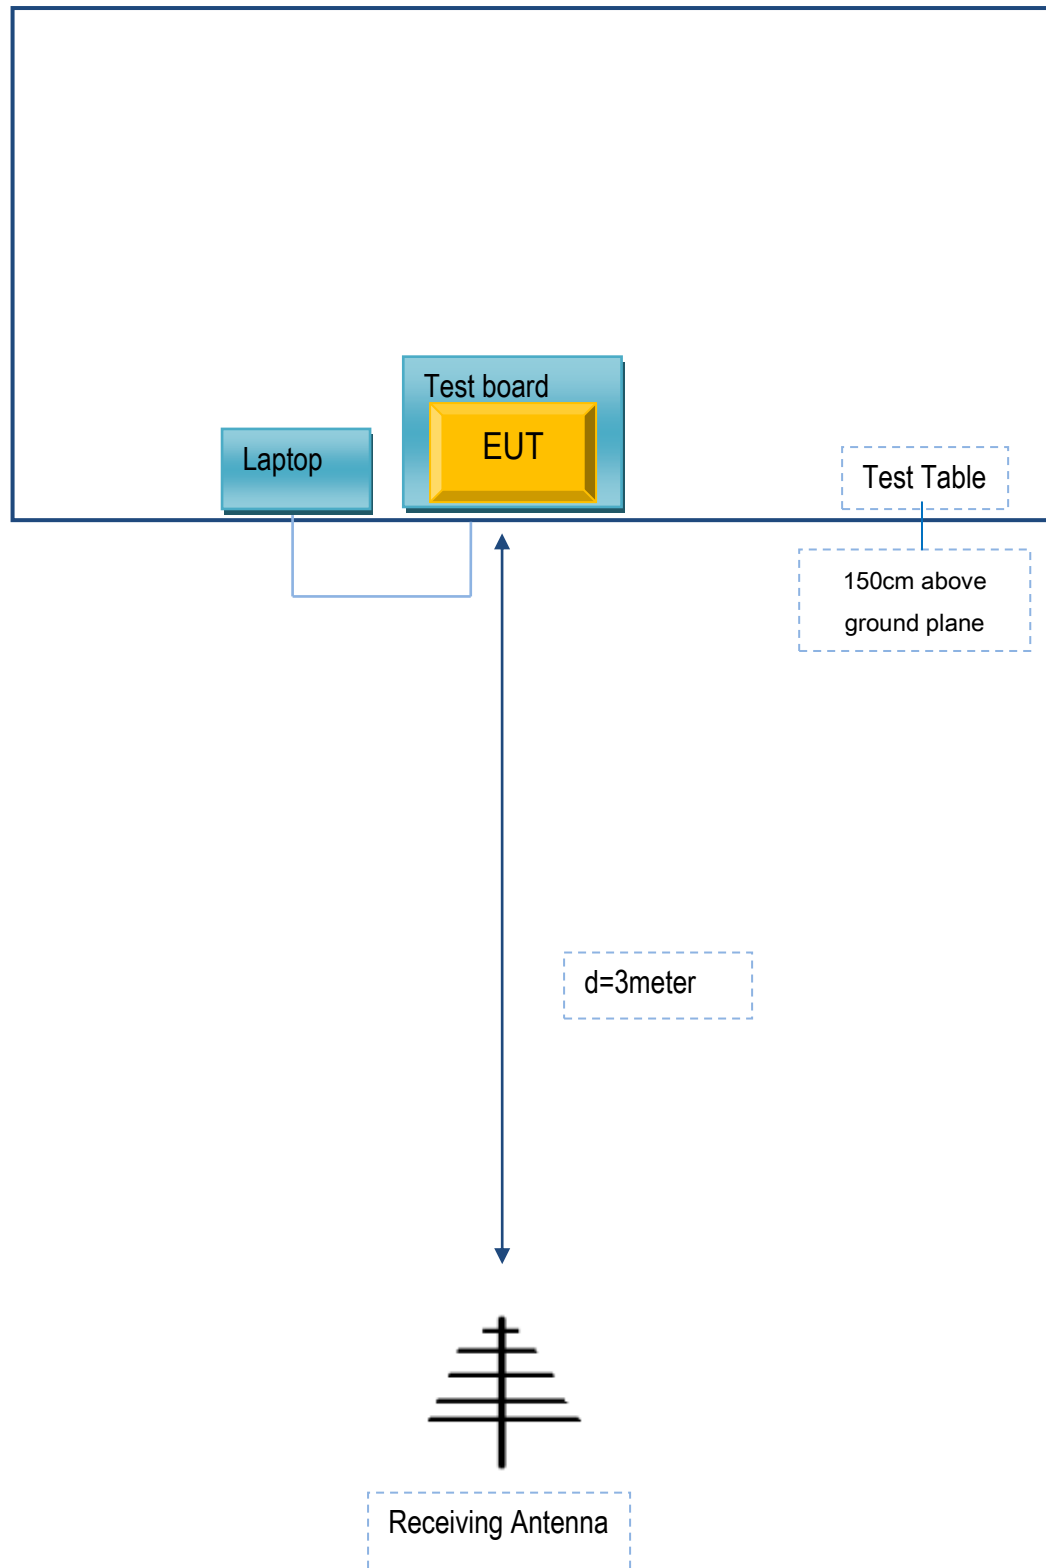 Test board
EUT
Laptop
Test Table
150cm above
ground plane
d=3meter
Receiving Antenna